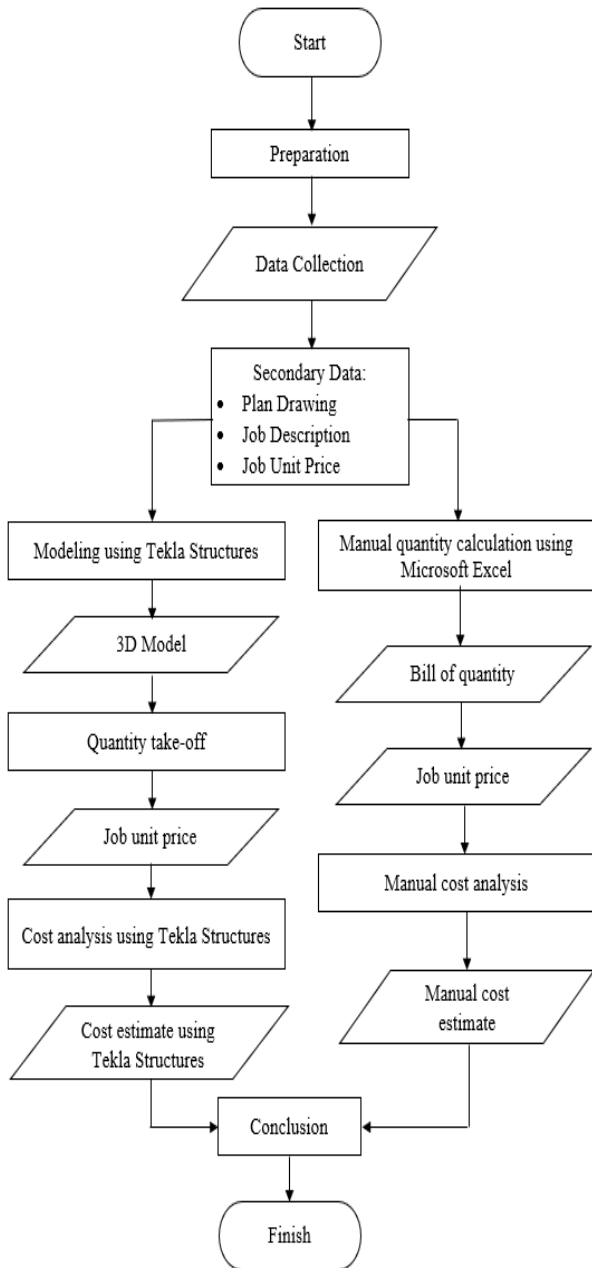 Start
Preparation
Data Collection
Secondary Data:
• Plan Drawing
• Job Description
• Job Unit Price
Modeling using Tekla Structures
3D Model
Quantity take-off
Job unit price
Cost analysis using Tekla Structures
Cost estimate using
Tekla Structures
Manual quantity calculation using
Microsoft Excel
Bill of quantity
Job unit price
Manual cost analysis
Manual cost
estimate
Conclusion
Finish